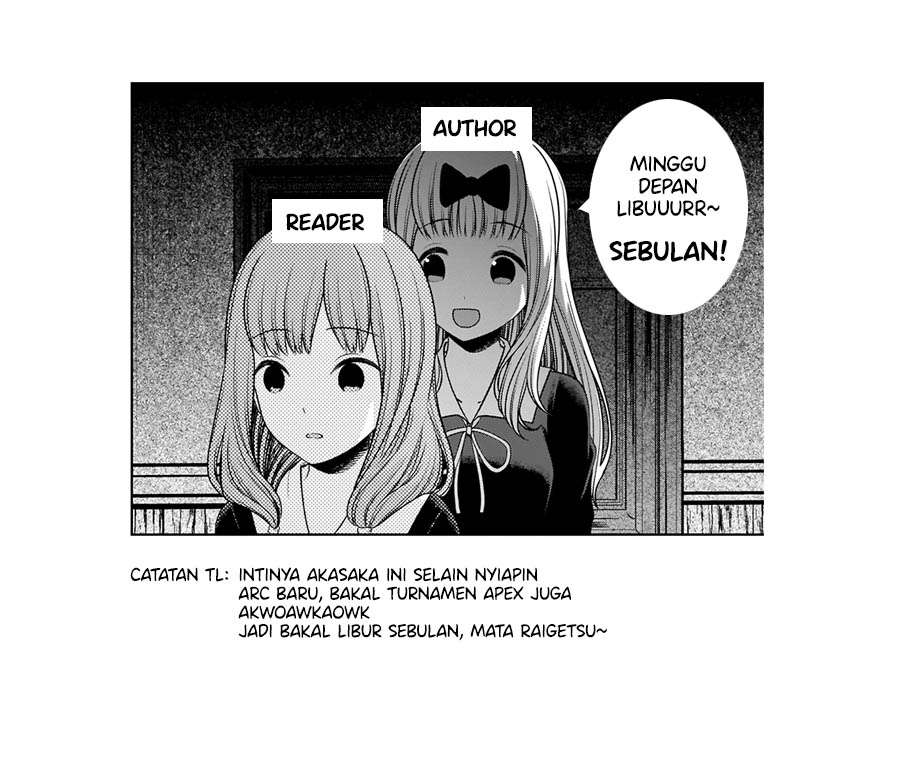 AUTHOR
READER
MINGGU
DEPAN
LIBUUURR~
SEBULAN!
CATATAN TL: INTINYA AKASAKA INI SELAIN NYIAPIN
ARC BARU, BAKAL TURNAMEN APEX JUGA
AKWOAWKAOWK
JADI BAKAL LIBUR SEBULAN, MATA RAIGETSU~